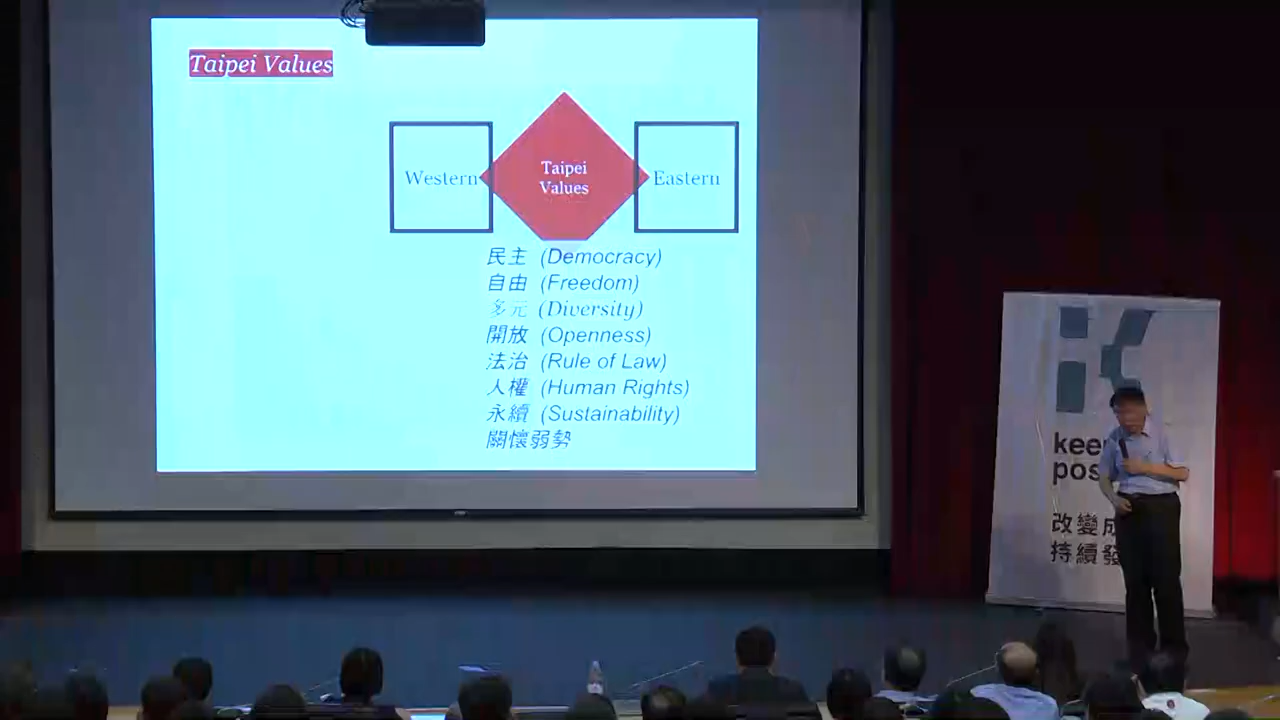 Taipei Values
Western
Taipei
Values
Eastern
民主 (Democracy)
自由 (Freedom)
多元 (Diversity)
開放 (Openness)
法治 (Rule of Law)
人權 (Human Rights)
永續 (Sustainability)
關懷弱勢
keep
pos
改變成
持續發